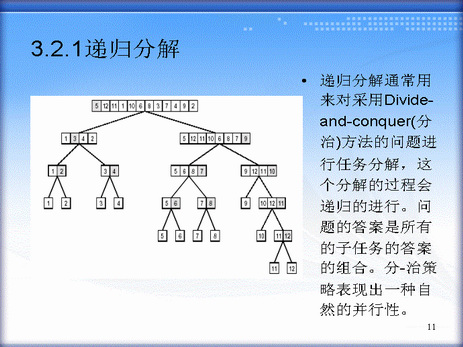 3.2.1递归分解
5 12 11 1 10 6 8 3 7 4 9 2
1 3 4 2
5 12 11 10 6 8 7 9
1 2
3 4
5 6 8 7
9 12 11 10
1 2 3 4
5 6
7 8
9
10 12 11
5 6 7 8
10
11 12
11 12
• 递归分解通常用
来对采用Divide-
and-conquer(分
治)方法的问题进
行任务分解，这
个分解的过程会
递归的进行。问
题的答案是所有
的子任务的答案
的组合。分-治策
略表现出一种自
然的并行性。
11